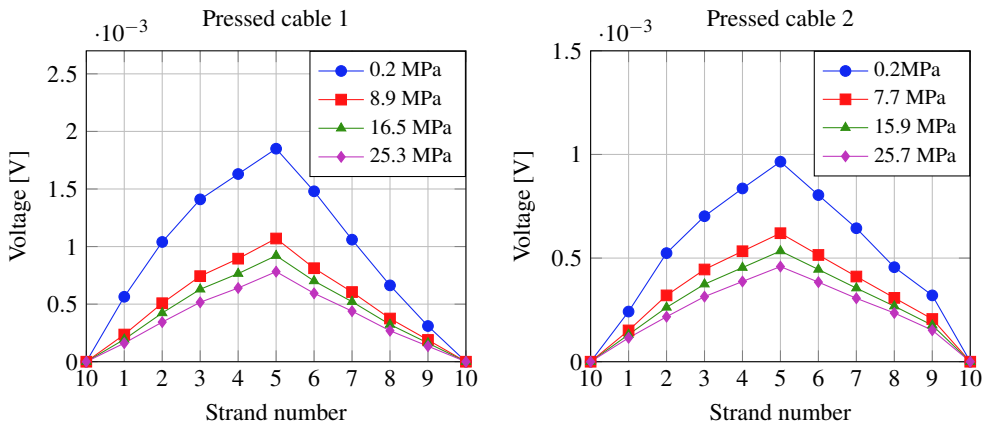 Pressed cable 1
·10−3
Voltage [V]
2.5
2
1.5
1
0.5
0
10 1 2 3 4 5 6 7 8 9 10
Strand number
0.2 MPa
8.9 MPa
16.5 MPa
25.3 MPa
Pressed cable 2
·10−3
Voltage [V]
1.5
1
0.5
0
10 1 2 3 4 5 6 7 8 9 10
Strand number
0.2MPa
7.7 MPa
15.9 MPa
25.7 MPa